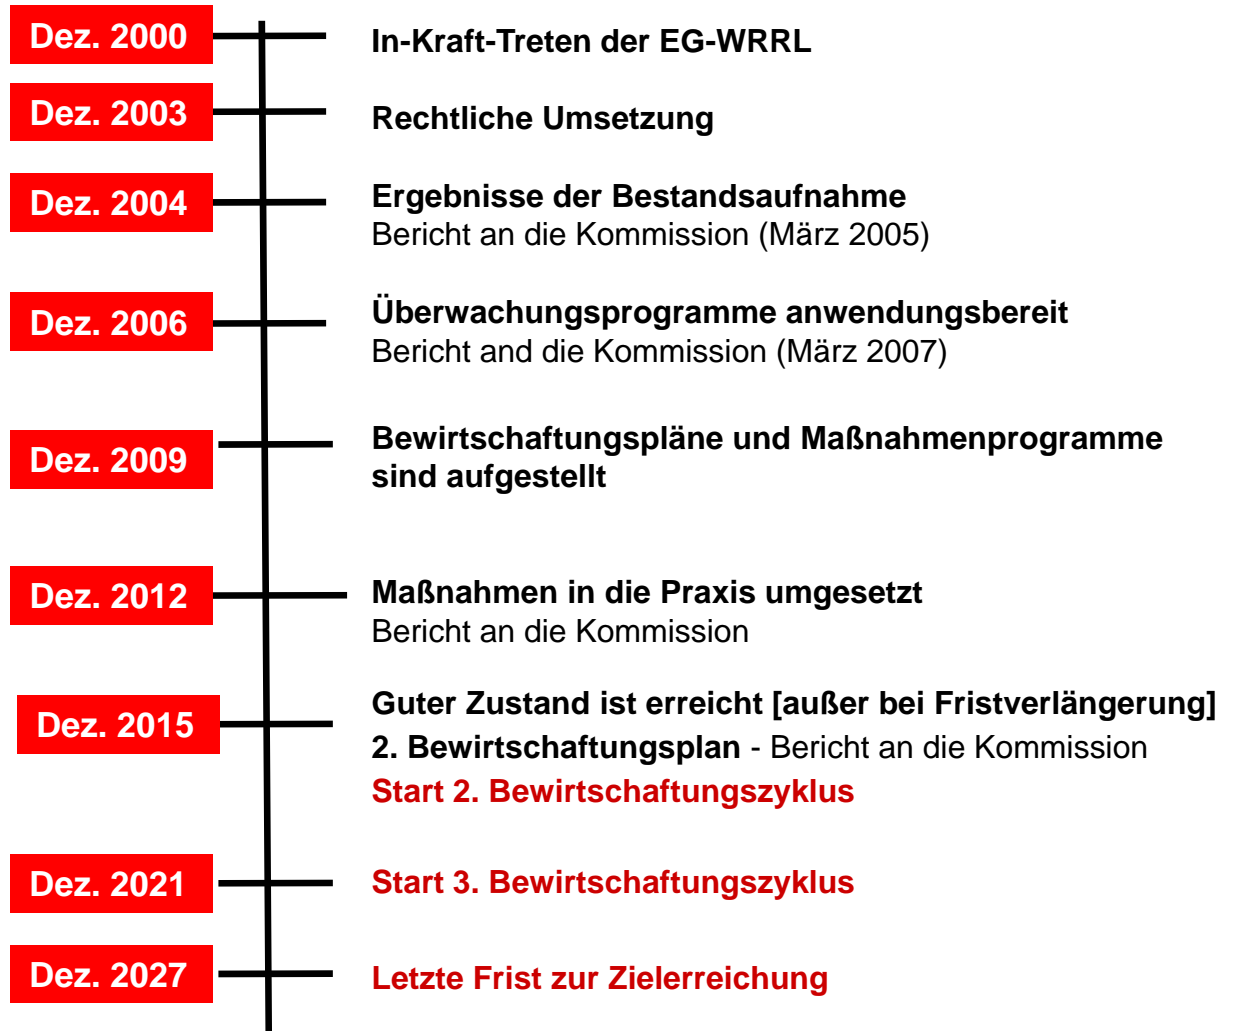 Dez. 2000
In-Kraft-Treten der EG-WRRL
Dez. 2003
Rechtliche Umsetzung
Dez. 2004
Ergebnisse der Bestandsaufnahme
Bericht an die Kommission (März 2005)
Dez. 2006
Überwachungsprogramme anwendungsbereit
Bericht and die Kommission (März 2007)
Dez. 2009
Bewirtschaftungspläne und Maßnahmenprogramme
sind aufgestellt
Dez. 2012
Maßnahmen in die Praxis umgesetzt
Bericht an die Kommission
Dez. 2015
Guter Zustand ist erreicht [außer bei Fristverlängerung]
2. Bewirtschaftungsplan - Bericht an die Kommission
Start 2. Bewirtschaftungszyklus
Dez. 2021
Start 3. Bewirtschaftungszyklus
Dez. 2027
Letzte Frist zur Zielerreichung